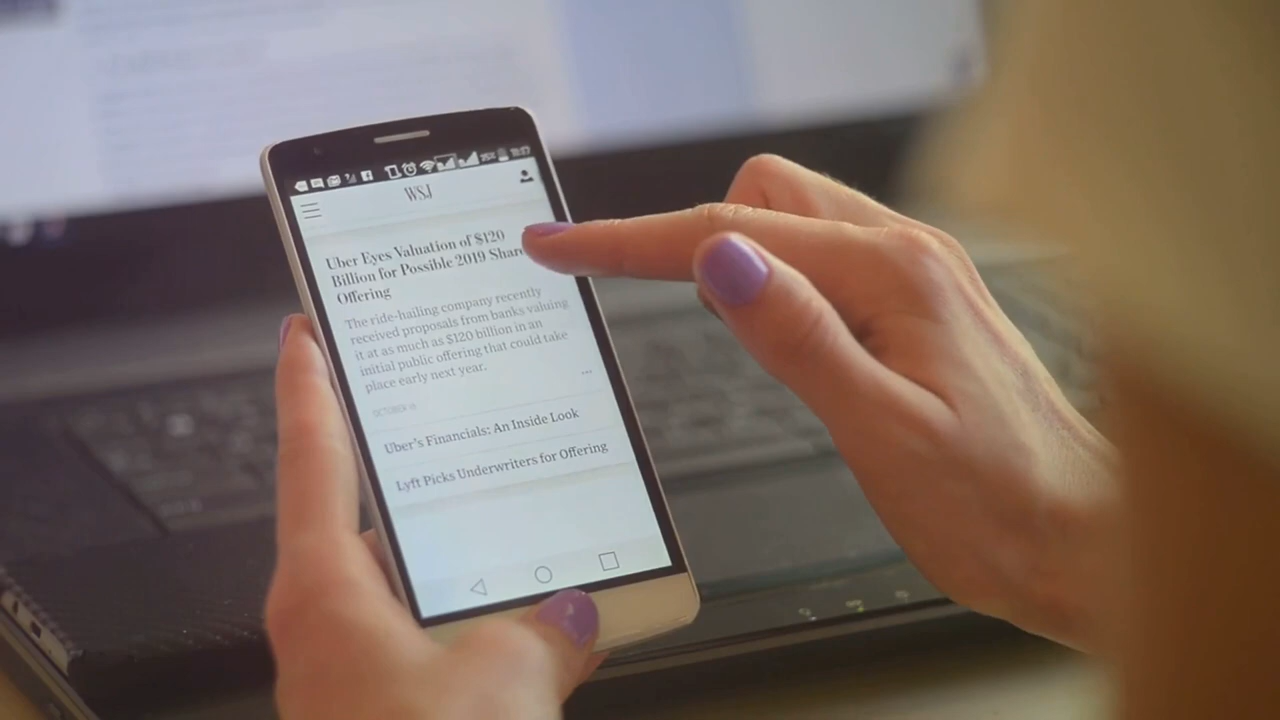 WSJ
Uber Eyes Valuation of $120
Billion for Possible 2019 Share
Offering
The ride-hailing company recently
received proposals from banks valuing
it at as much as $120 billion in an
initial public offering that could take
place early next year.
OCTOBER
Uber's Financials: An Inside Look
Lyft Picks Underwriters for Offering